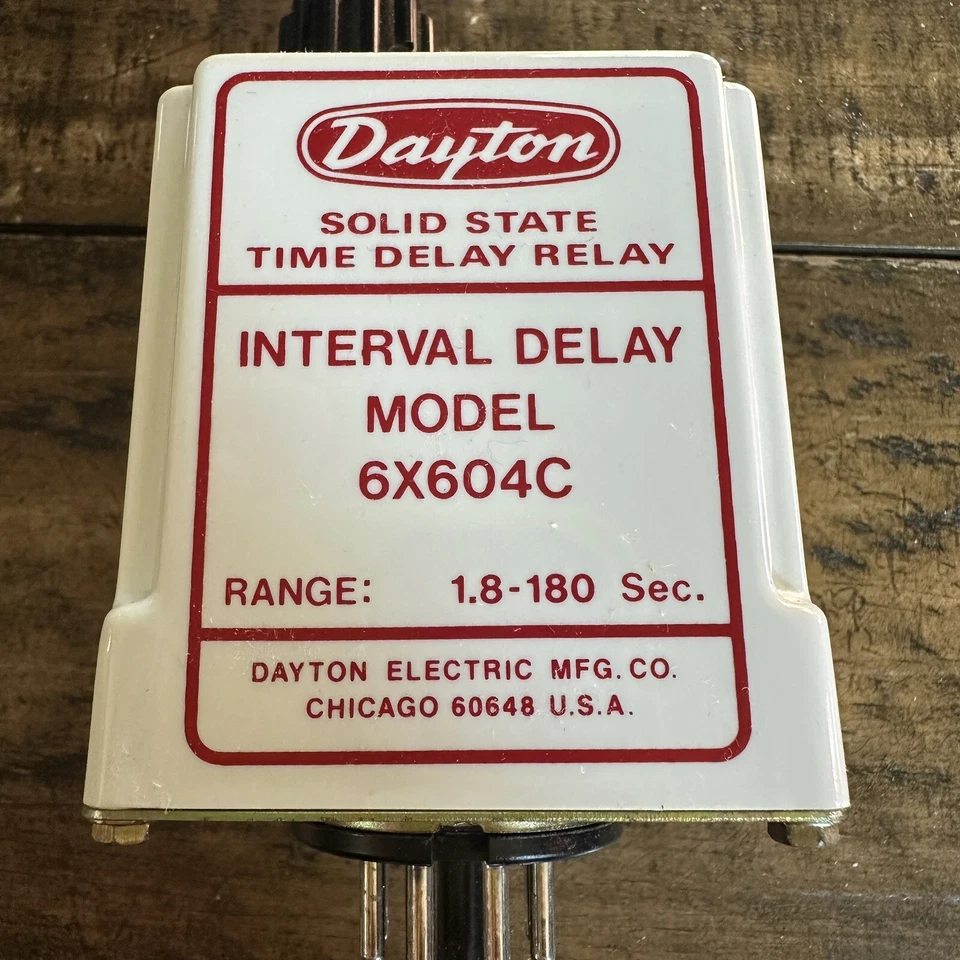 Dayton
SOLID STATE
TIME DELAY RELAY
INTERVAL DELAY
MODEL
6X604C
RANGE: 1.8-180 Sec.
DAYTON ELECTRIC MFG. CO.
CHICAGO 60648 U.S.A.